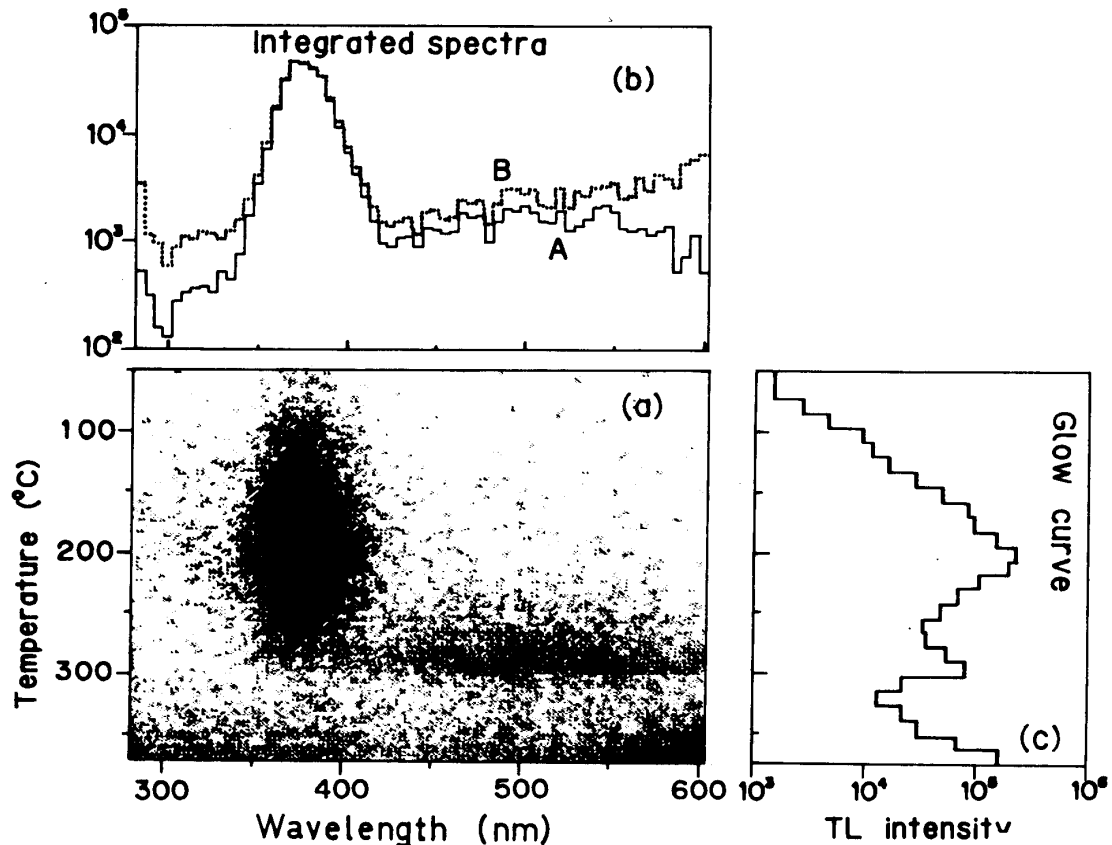 10⁵
Integrated spectra
(b)
10⁴
B
10³
A
10²
300
400
500
600
(a)
(c)
100
200
300
Temperature (°C)
Wavelength (nm)
Glow curve
10³
10⁴
10⁵
10⁶
TL intensity